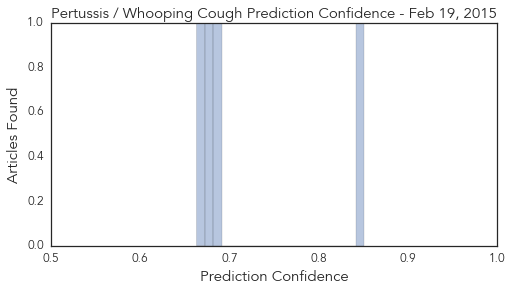 Pertussis / Whooping Cough Prediction Confidence - Feb 19, 2015
1.0
0.8
0.6
0.4
0.2
0.0
Articles Found
0.5 0.6 0.7 0.8 0.9 1.0
Prediction Confidence